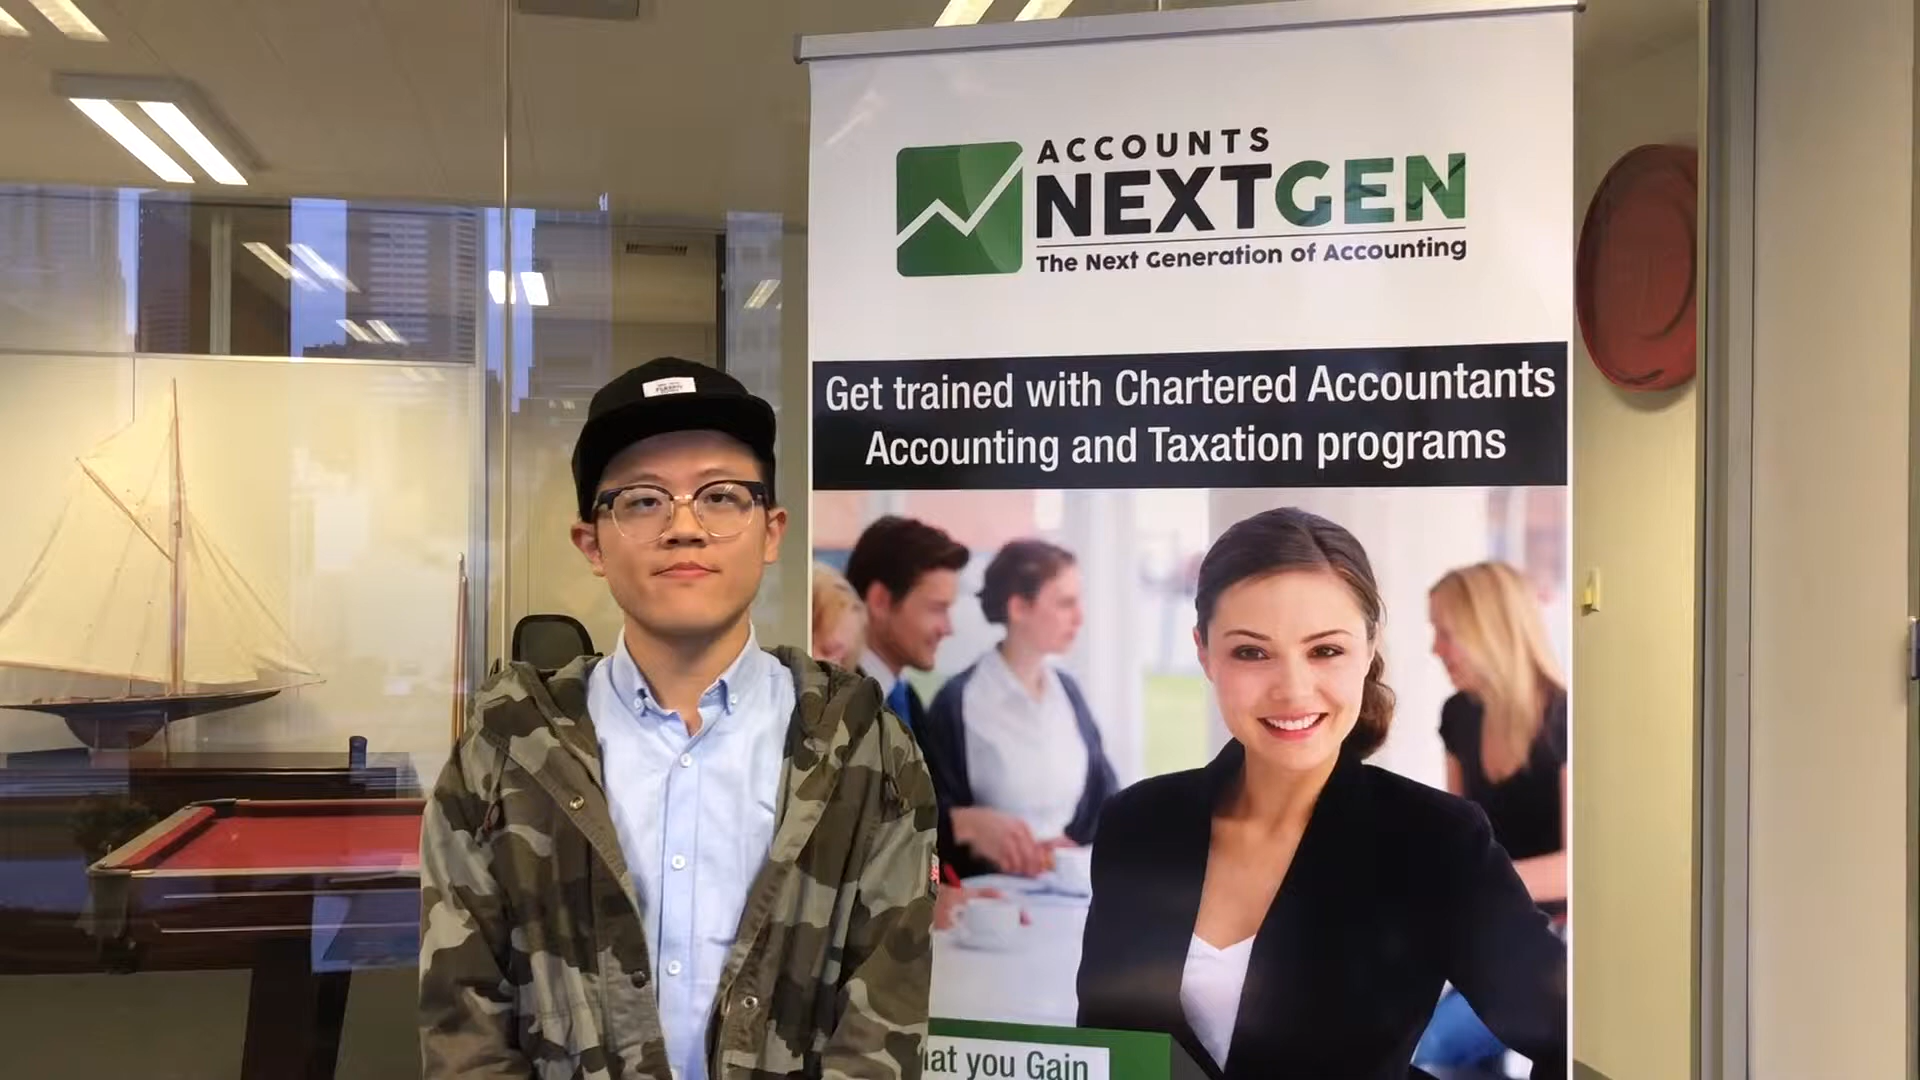 ACCOUNTS
NEXTGEN
The Next Generation of Accounting
Get trained with Chartered Accountants
Accounting and Taxation programs
you Gain